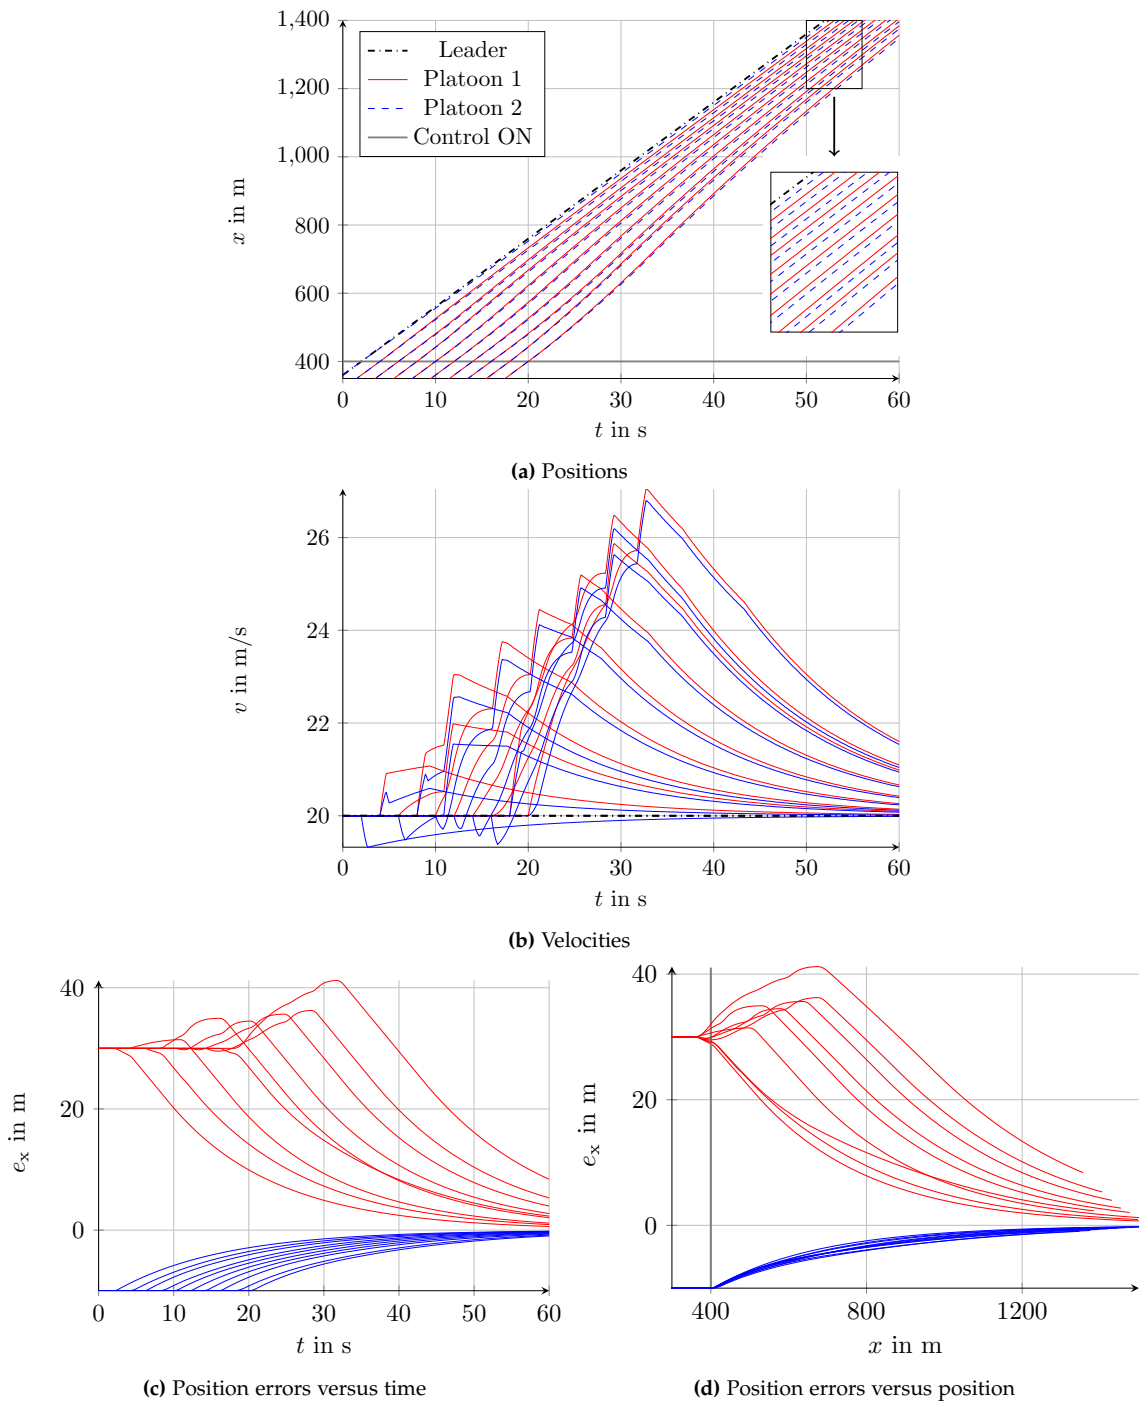 1,400
1,200
1,000
800
600
400
x in m
Leader
Platoon 1
Platoon 2
Control ON
0 10 20 30 40 50 60
t in s
(a) Positions
26
24
22
20
v in m/s
0 10 20 30 40 50 60
t in s
(b) Velocities
40
20
0
e_x in m
0 10 20 30 40 50 60
t in s
(c) Position errors versus time
40
20
0
e_x in m
400 800 1200
x in m
(d) Position errors versus position